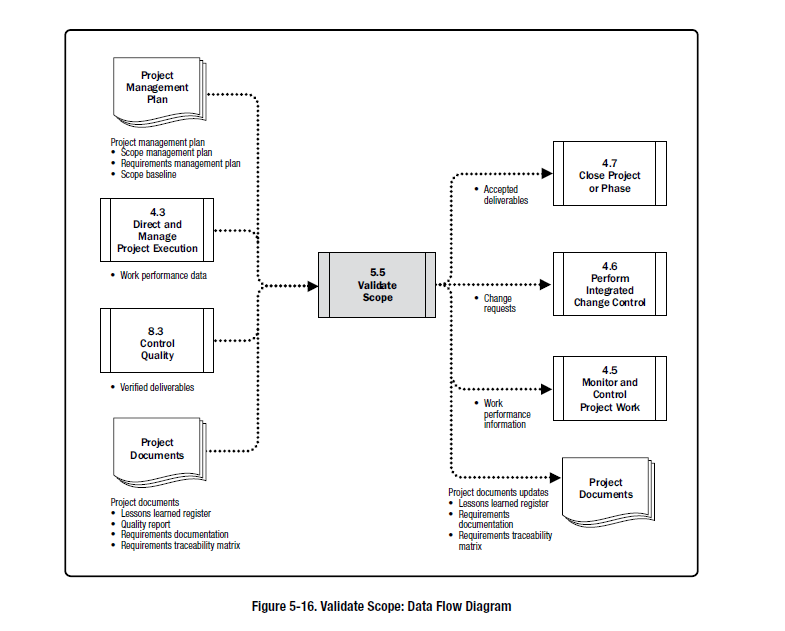 Project
Management
Plan
Project management plan
• Scope management plan
• Requirements management plan
• Scope baseline
4.3
Direct and
Manage
Project Execution
• Work performance data
8.3
Control
Quality
• Verified deliverables
Project
Documents
Project documents
• Lessons learned register
• Quality report
• Requirements documentation
• Requirements traceability matrix
5.5
Validate
Scope
• Accepted
deliverables
4.7
Close Project
or Phase
• Change
requests
4.6
Perform
Integrated
Change Control
• Work
performance
information
4.5
Monitor and
Control
Project Work
Project documents updates
• Lessons learned register
• Requirements
documentation
• Requirements traceability
matrix
Project
Documents
Figure 5-16. Validate Scope: Data Flow Diagram